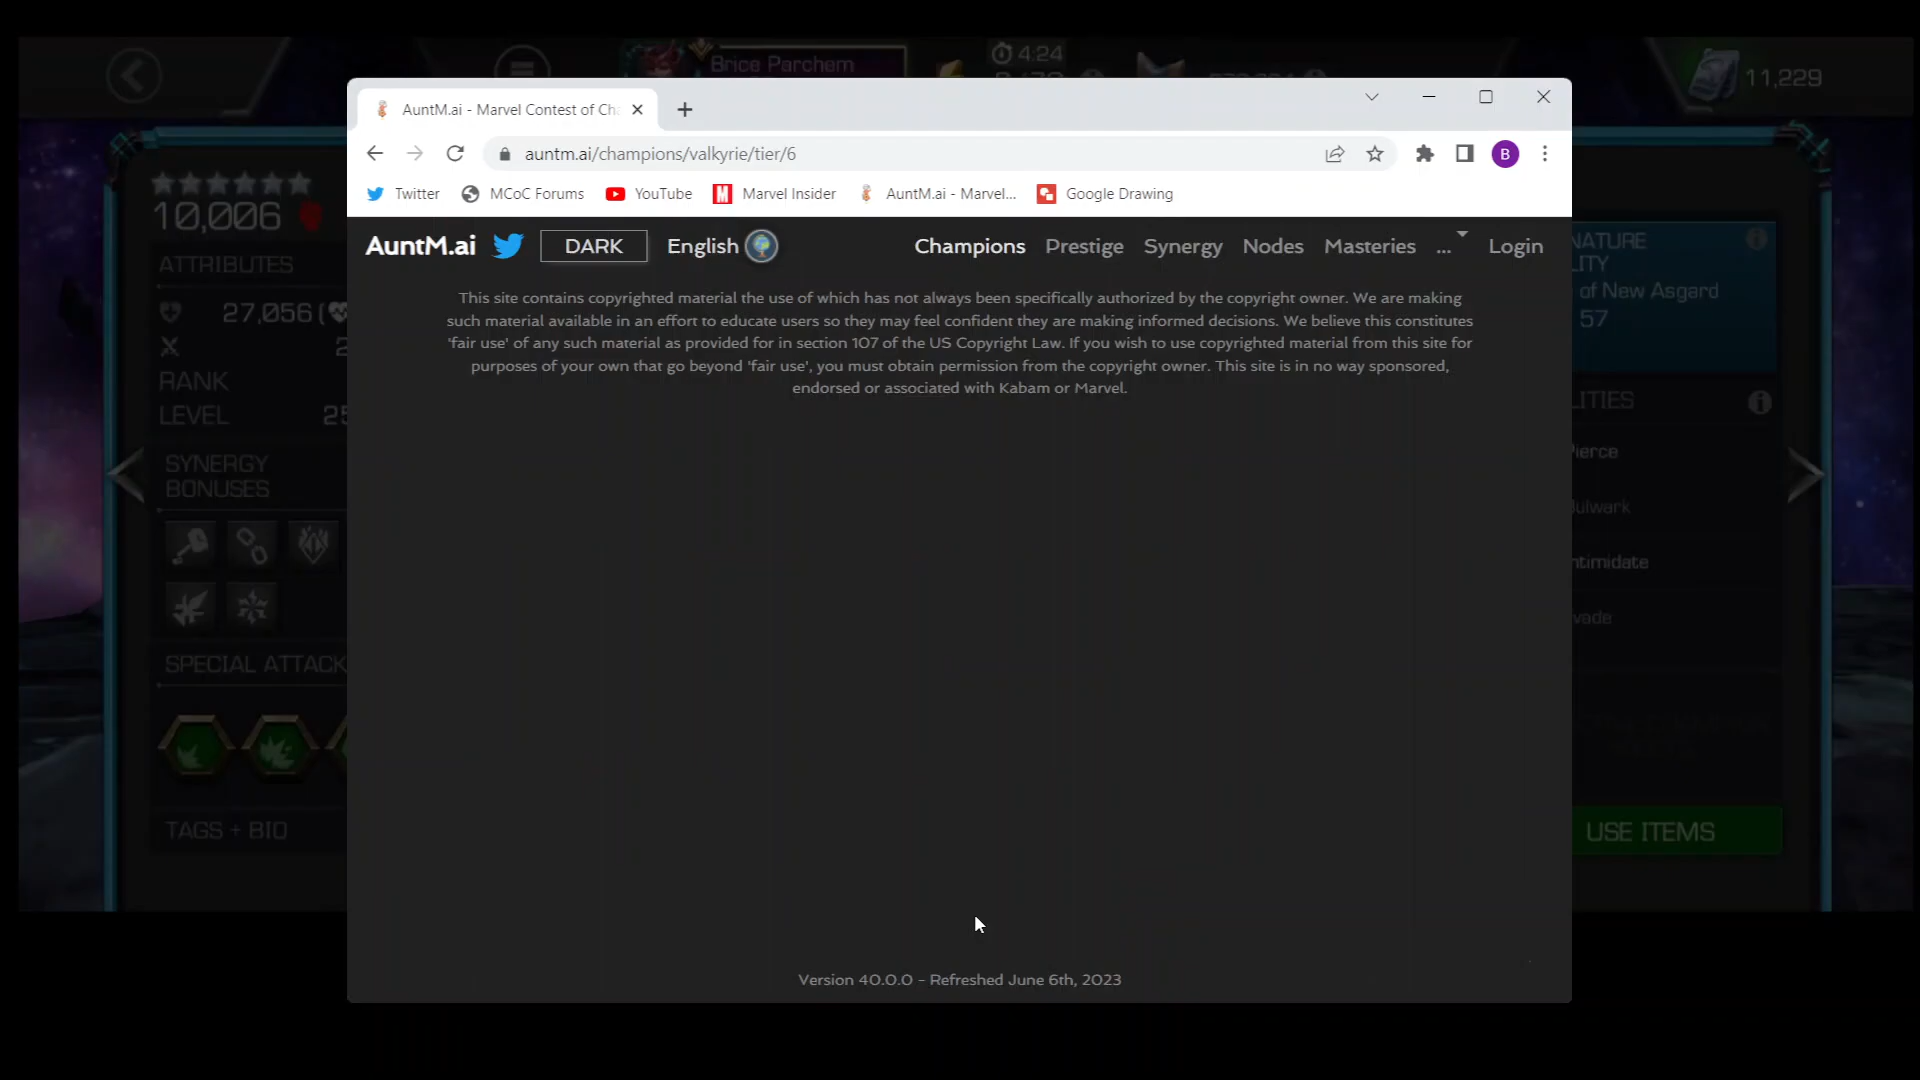 Brice Parchem
4:24
11,229
10,006
ATTRIBUTES
27,056 (
RANK
LEVEL 25
SYNERGY
BONUSES
SPECIAL ATTACK
TAGS + BIO
AuntM.ai - Marvel Contest of Ch
auntm.ai/champions/valkyrie/tier/6
B
Twitter
MCoC Forums
YouTube
Marvel Insider
AuntM.ai - Marvel...
Google Drawing
AuntM.ai
DARK
English
Champions
Prestige
Synergy
Nodes
Masteries
...
Login
This site contains copyrighted material the use of which has not always been specifically authorized by the copyright owner. We are making
such material available in an effort to educate users so they may feel confident they are making informed decisions. We believe this constitutes
'fair use' of any such material as provided for in section 107 of the US Copyright Law. If you wish to use copyrighted material from this site for
purposes of your own that go beyond 'fair use', you must obtain permission from the copyright owner. This site is in no way sponsored,
endorsed or associated with Kabam or Marvel.
Version 40.0.0 - Refreshed June 6th, 2023
NATURE
LITY
of New Asgard
57
LITIES
Pierce
ulwark
ntimidate
vade
USE ITEMS